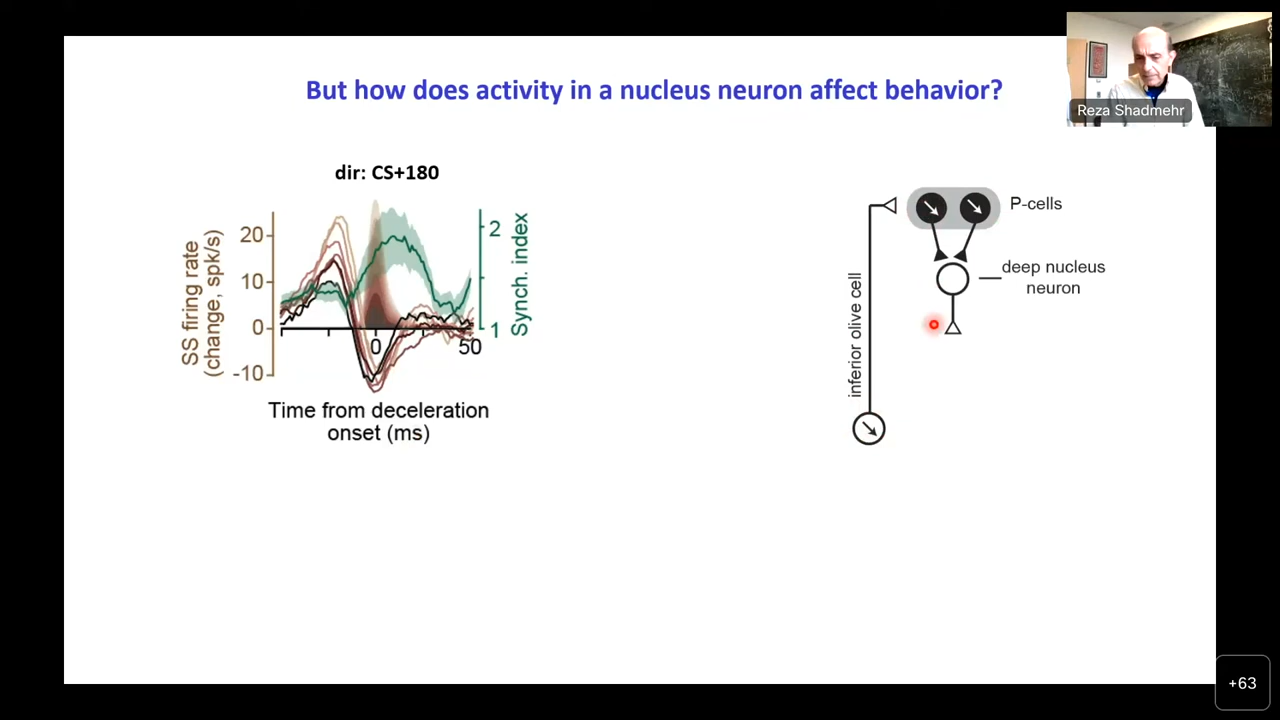 But how does activity in a nucleus neuron affect behavior?
Reza Shadmehr
dir: CS+180
SS firing rate
(change, spk/s)
20
10
0
-10
2
1
Synch. index
0
50
Time from deceleration
onset (ms)
P-cells
deep nucleus
neuron
inferior olive cell
+63